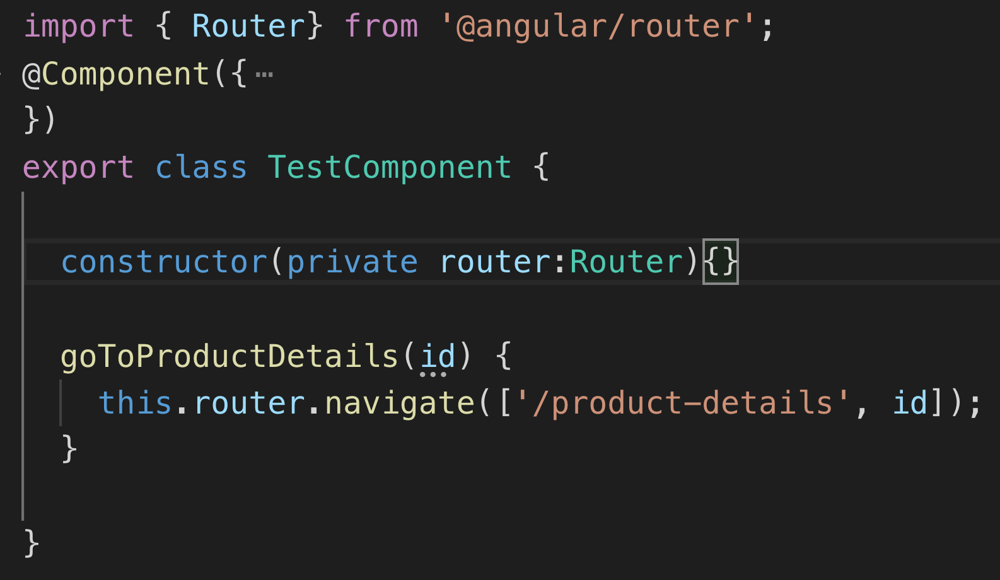 import { Router} from '@angular/router';
@Component({ ⋯
})
export class TestComponent {
constructor(private router:Router){}
goToProductDetails(id) {
this.router.navigate(['/product-details', id]);
}
}